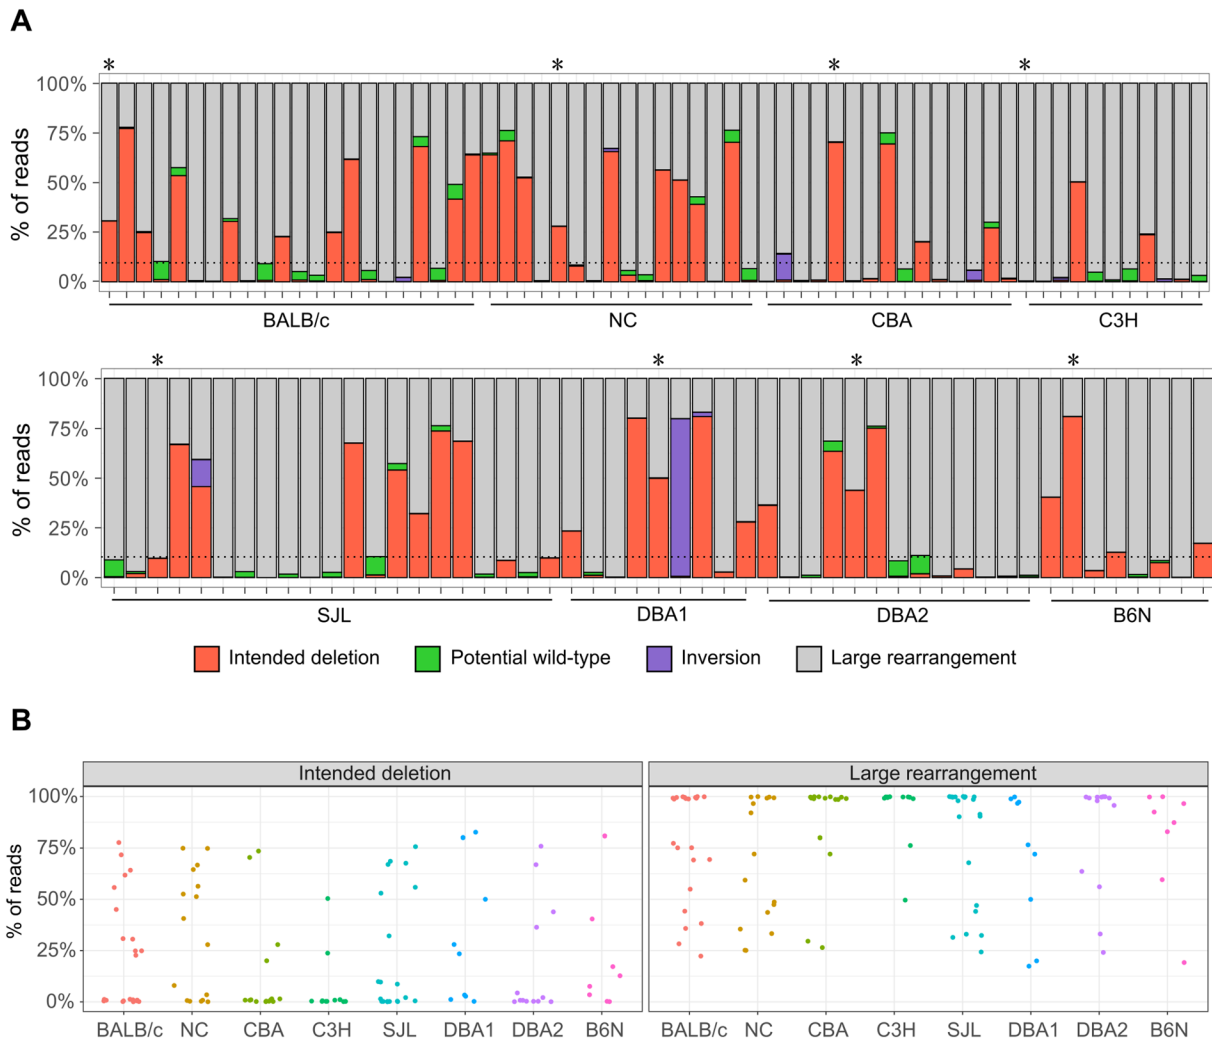 A
* * * *
100%
75%
50%
25%
0%
% of reads
BALB/c NC CBA C3H
* * * *
100%
75%
50%
25%
0%
% of reads
SJL DBA1 DBA2 B6N
Intended deletion Potential wild-type Inversion Large rearrangement
B
Intended deletion Large rearrangement
100%
75%
50%
25%
0%
% of reads
BALB/c NC CBA C3H SJL DBA1 DBA2 B6N BALB/c NC CBA C3H SJL DBA1 DBA2 B6N